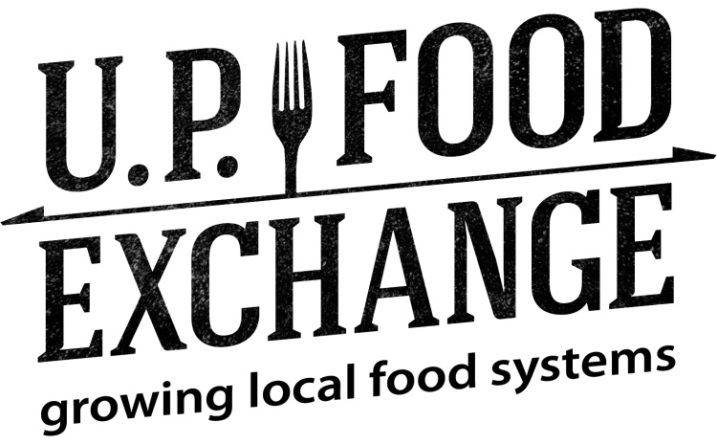 U.P. FOOD
EXCHANGE
growing local food systems